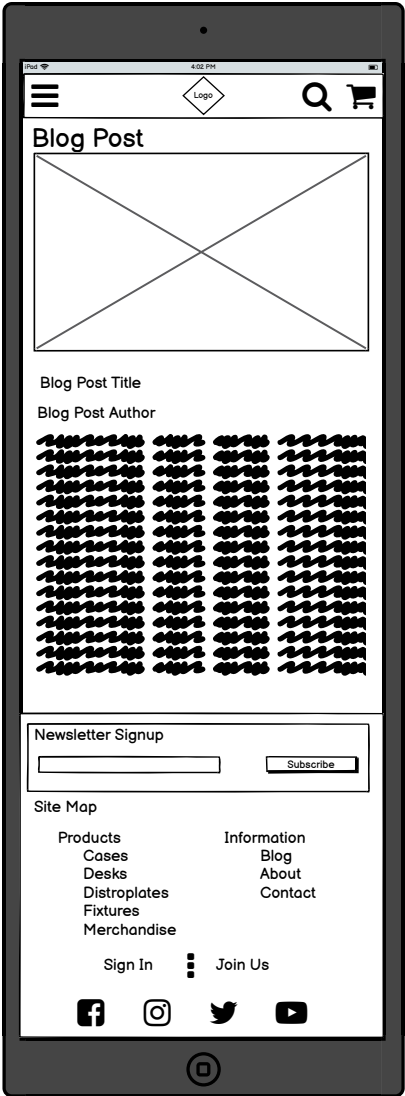 iPod 4:02 PM
Logo
Blog Post
Blog Post Title
Blog Post Author
Newsletter Signup
Subscribe
Site Map
Products
Cases
Desks
Distroplates
Fixtures
Merchandise
Information
Blog
About
Contact
Sign In
Join Us